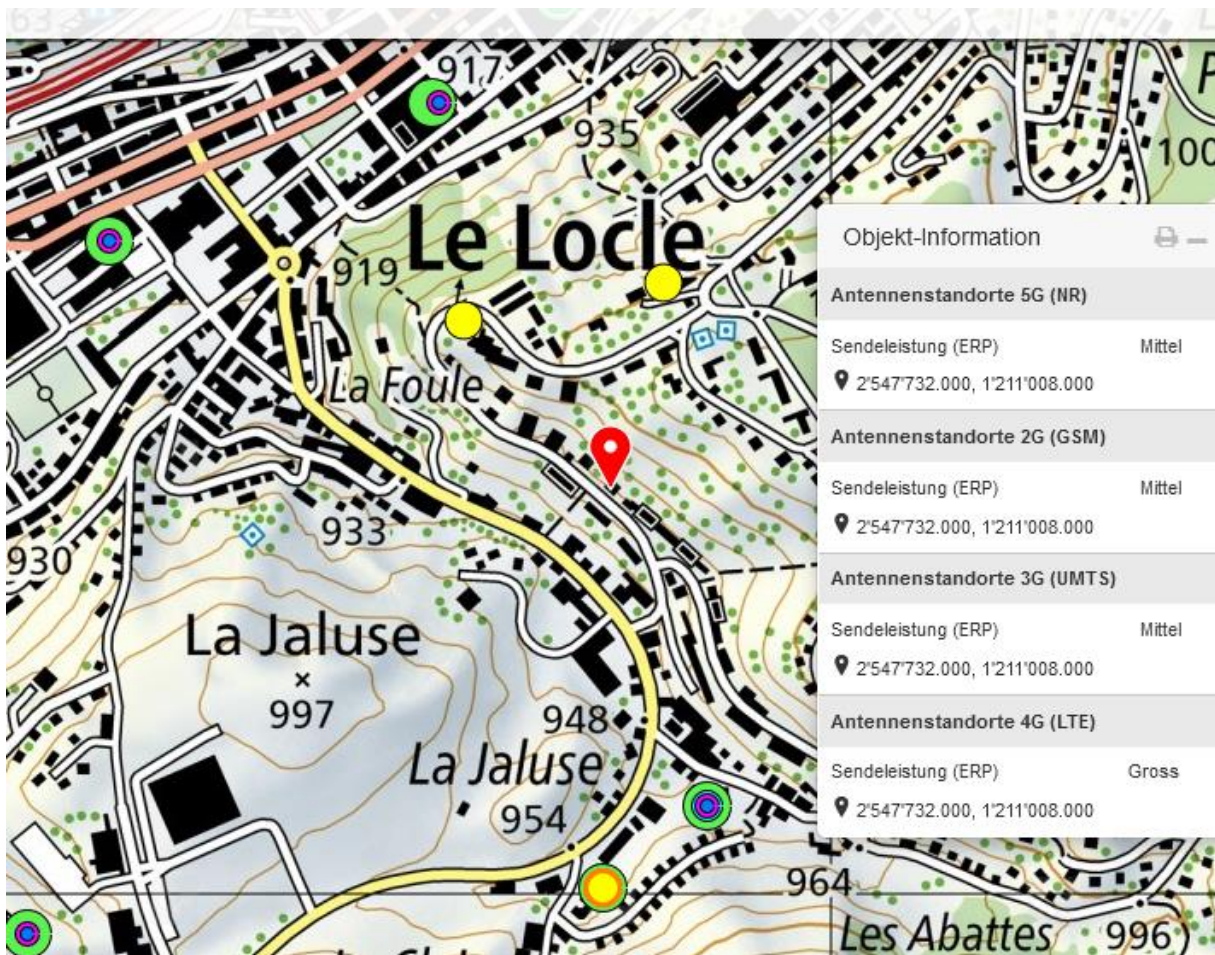 917
935
100
Le Locle
919
La Foule
933
930
La Jaluse
997
948
La Jaluse
954
964
Les Abattes
996
Objekt-Information
Antennenstandorte 5G (NR)
Sendeleistung (ERP) Mittel
2'547'732.000, 1'211'008.000
Antennenstandorte 2G (GSM)
Sendeleistung (ERP) Mittel
2'547'732.000, 1'211'008.000
Antennenstandorte 3G (UMTS)
Sendeleistung (ERP) Mittel
2'547'732.000, 1'211'008.000
Antennenstandorte 4G (LTE)
Sendeleistung (ERP) Gross
2'547'732.000, 1'211'008.000